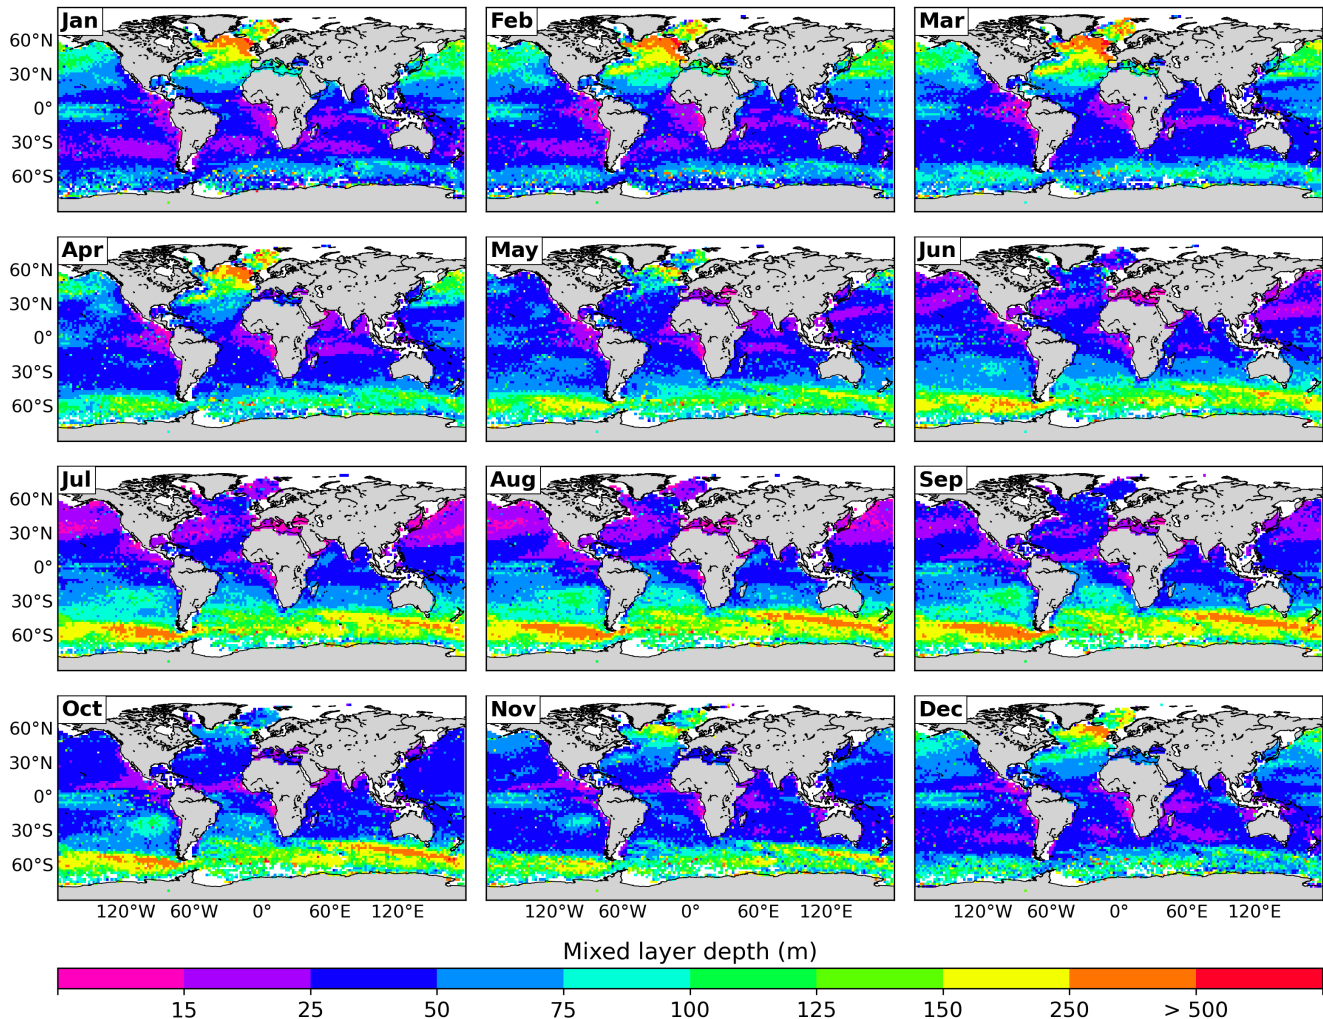 Jan
Feb
Mar
60°N
30°N
0°
30°S
60°S
Apr
May
Jun
60°N
30°N
0°
30°S
60°S
Jul
Aug
Sep
60°N
30°N
0°
30°S
60°S
Oct
Nov
Dec
60°N
30°N
0°
30°S
60°S
120°W 60°W 0° 60°E 120°E
120°W 60°W 0° 60°E 120°E
120°W 60°W 0° 60°E 120°E
Mixed layer depth (m)
15 25 50 75 100 125 150 250 > 500